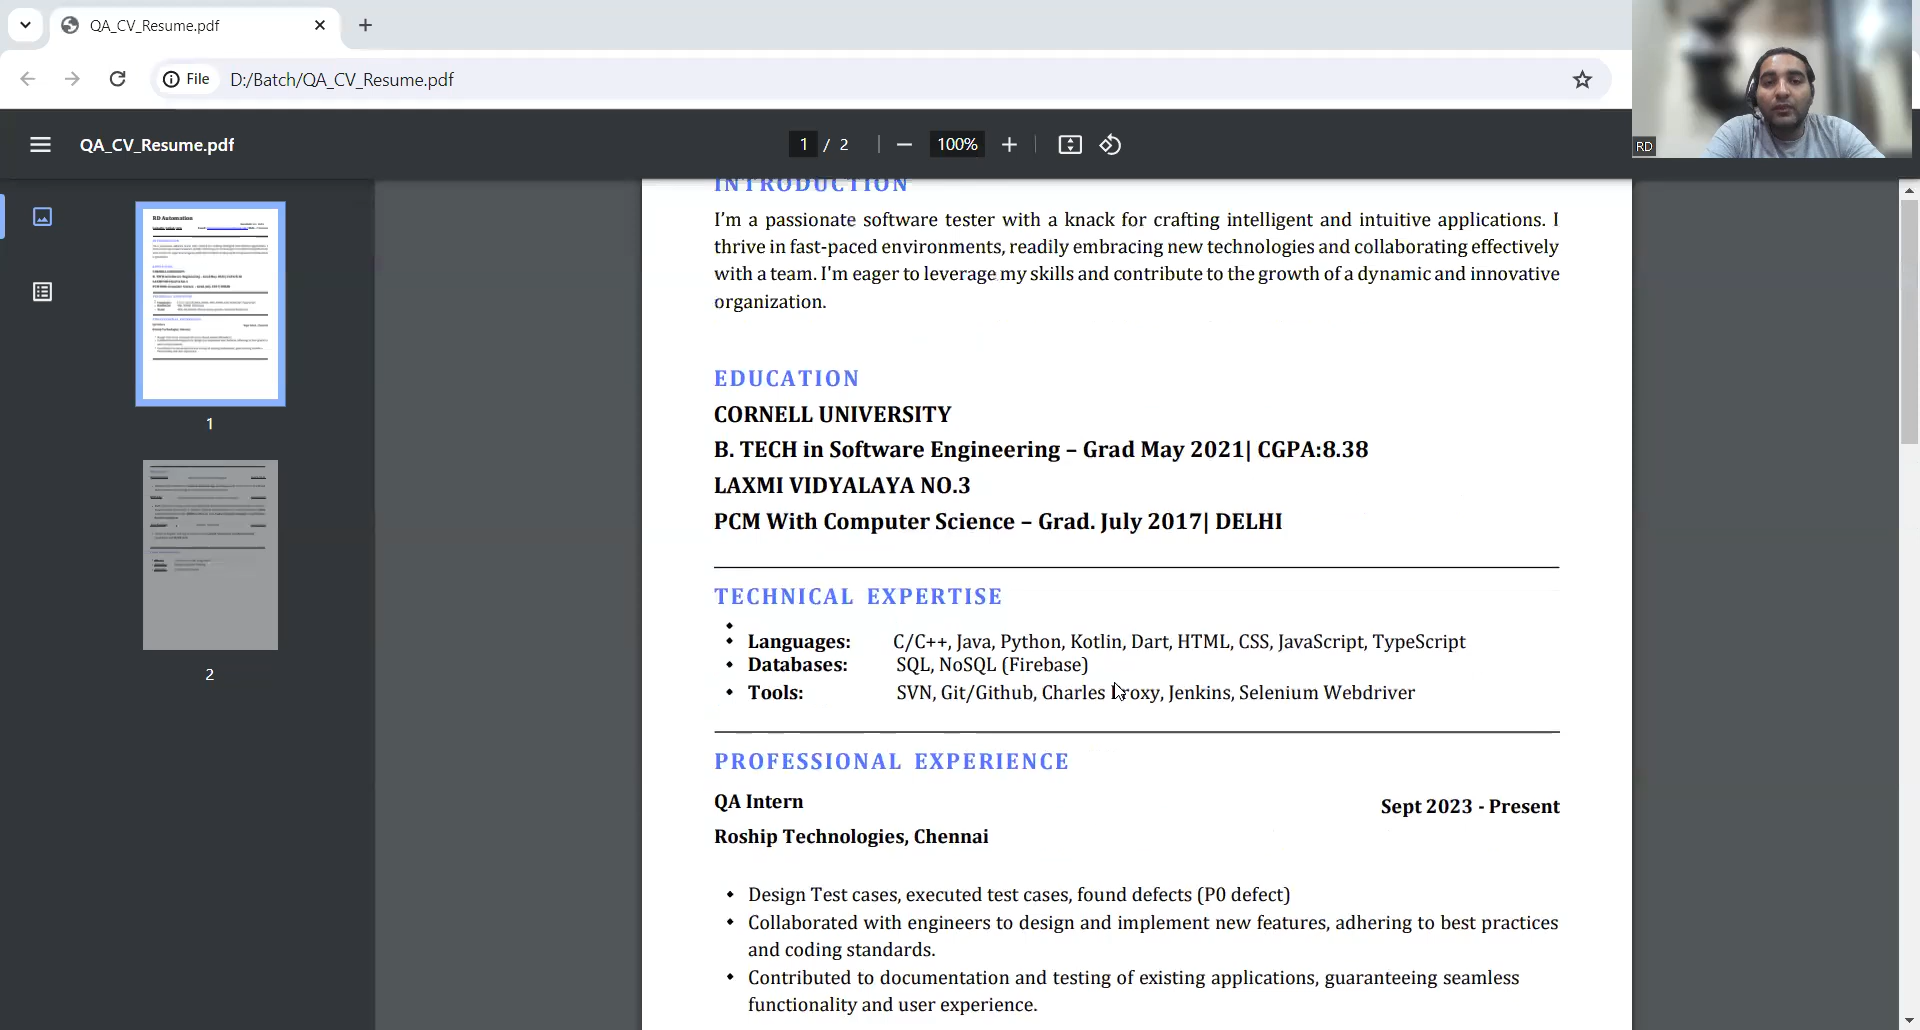 QA_CV_Resume.pdf
File
D:/Batch/QA_CV_Resume.pdf
QA_CV_Resume.pdf
1 / 2
100%
RD
RD Automation
1
2
INTRODUCTION
I'm a passionate software tester with a knack for crafting intelligent and intuitive applications. I
thrive in fast-paced environments, readily embracing new technologies and collaborating effectively
with a team. I'm eager to leverage my skills and contribute to the growth of a dynamic and innovative
organization.
EDUCATION
CORNELL UNIVERSITY
B. TECH in Software Engineering – Grad May 2021| CGPA:8.38
LAXMI VIDYALAYA NO.3
PCM With Computer Science – Grad. July 2017| DELHI
TECHNICAL EXPERTISE
Languages: C/C++, Java, Python, Kotlin, Dart, HTML, CSS, JavaScript, TypeScript
Databases: SQL, NoSQL (Firebase)
Tools: SVN, Git/Github, Charles Proxy, Jenkins, Selenium Webdriver
PROFESSIONAL EXPERIENCE
QA Intern
Sept 2023 - Present
Roship Technologies, Chennai
Design Test cases, executed test cases, found defects (P0 defect)
Collaborated with engineers to design and implement new features, adhering to best practices
and coding standards.
Contributed to documentation and testing of existing applications, guaranteeing seamless
functionality and user experience.